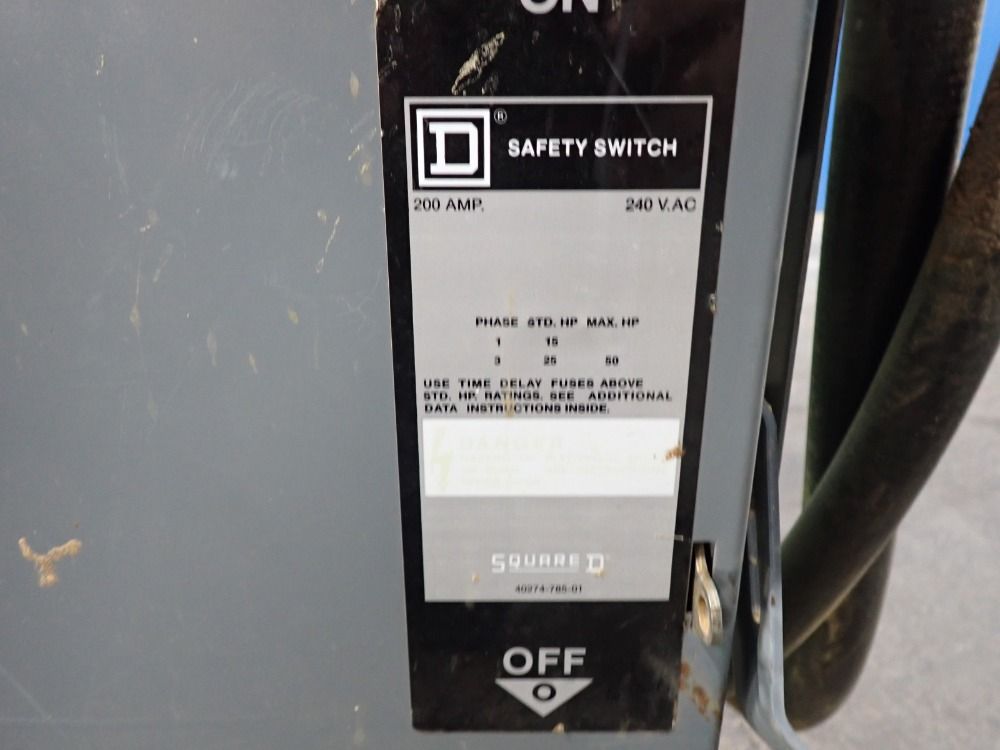 ON
D ®
SAFETY SWITCH
200 AMP. 240 V.AC
PHASE STD. HP MAX. HP
1 15
3 25 50
USE TIME DELAY FUSES ABOVE
STD. HP. RATINGS. SEE ADDITIONAL
DATA INSTRUCTIONS INSIDE.
DANGER
SQUARE D
40274-785-01
OFF
O